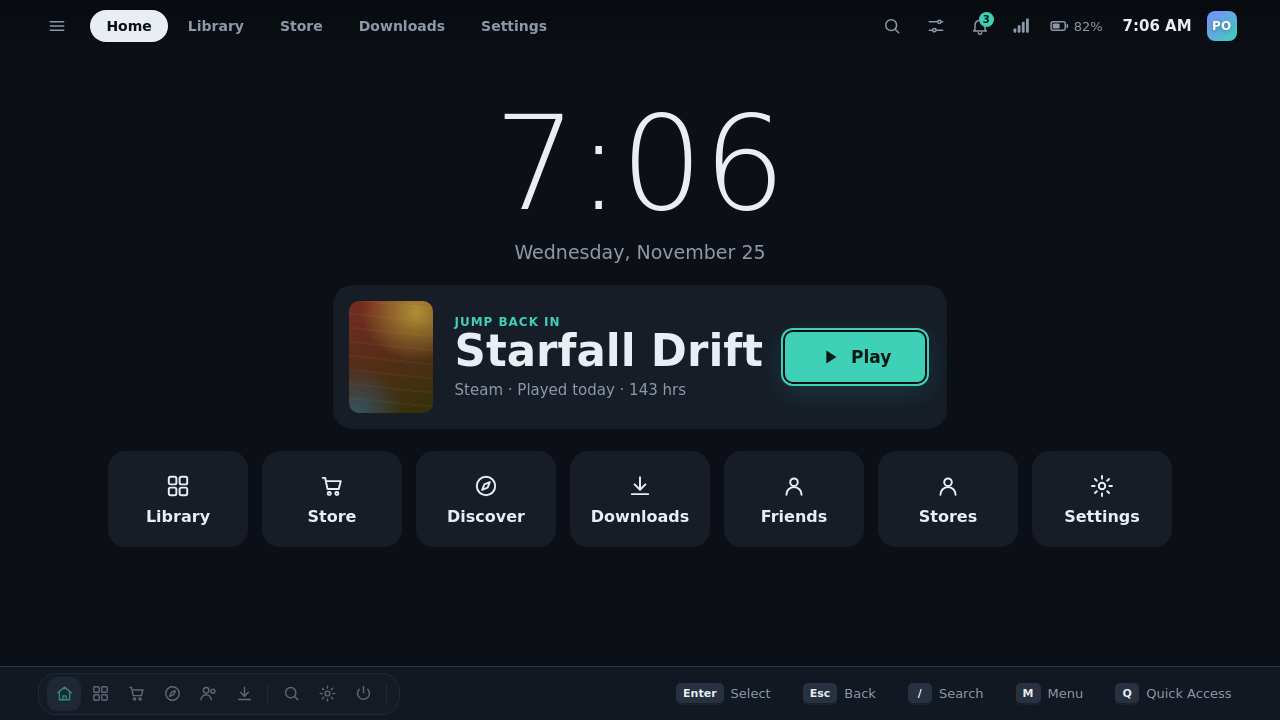 Home Library Store Downloads Settings 3 82% 7:06 AM PO
7:06
Wednesday, November 25
JUMP BACK IN
Starfall Drift
Steam · Played today · 143 hrs
Play
Library Store Discover Downloads Friends Stores Settings
Enter Select Esc Back / Search M Menu Q Quick Access